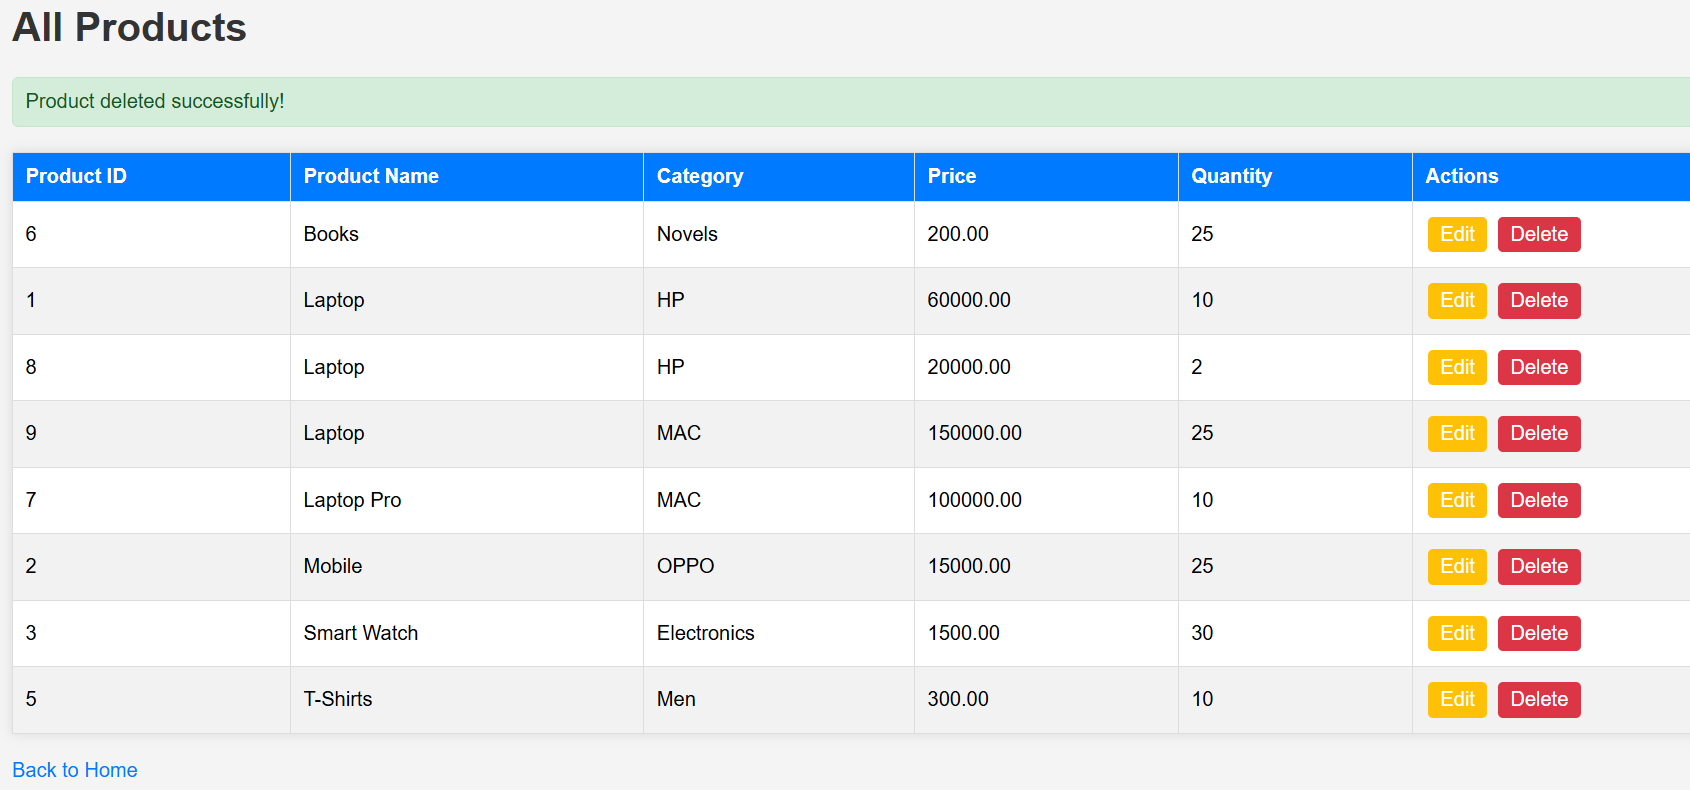 All Products
Product deleted successfully!
Product ID Product Name Category Price Quantity Actions
6 Books Novels 200.00 25 Edit Delete
1 Laptop HP 60000.00 10 Edit Delete
8 Laptop HP 20000.00 2 Edit Delete
9 Laptop MAC 150000.00 25 Edit Delete
7 Laptop Pro MAC 100000.00 10 Edit Delete
2 Mobile OPPO 15000.00 25 Edit Delete
3 Smart Watch Electronics 1500.00 30 Edit Delete
5 T-Shirts Men 300.00 10 Edit Delete
Back to Home